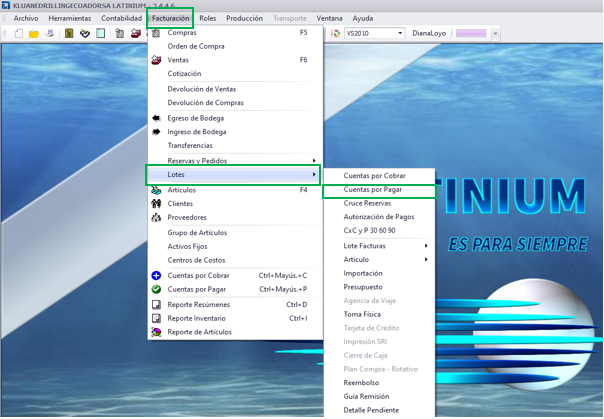 KLUANEDRILLINGECUADORSA LATINIUM - 3.4.4.6
Archivo Herramientas Contabilidad Facturación Roles Producción Transporte Ventana Ayuda
VS2010 DianaLoyo
Compras F5
Orden de Compra
Ventas F6
Cotización
Devolución de Ventas
Devolución de Compras
Egreso de Bodega
Ingreso de Bodega
Transferencias
Reservas y Pedidos
Lotes
Artículos F4
Clientes
Proveedores
Grupo de Artículos
Activos Fijos
Centros de Costo
Cuentas por Cobrar Ctrl+Mayús.+C
Cuentas por Pagar Ctrl+Mayús.+P
Reporte Resúmenes Ctrl+D
Reporte Inventario Ctrl+I
Reporte de Artículos
Cuentas por Cobrar
Cuentas por Pagar
Cruce Reservas
Autorización de Pagos
CxC y P 30 60 90
Lote Facturas
Articulo
Importación
Presupuesto
Agencia de Viaje
Toma Física
Tarjeta de Crédito
Impresión SRI
Cierre de Caja
Plan Compra - Rotativo
Reembolso
Guía Remisión
Detalle Pendiente
TINIUM
ES PARA SIEMPRE